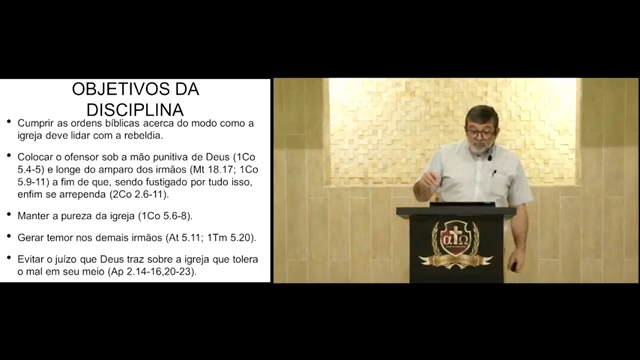 OBJETIVOS DA
DISCIPLINA
• Cumprir as ordens bíblicas acerca do modo como a
igreja deve lidar com a rebeldia.
• Colocar o ofensor sob a mão punitiva de Deus (1Co
5.4-5) e longe do amparo dos irmãos (Mt 18.17; 1Co
5.9-11) a fim de que, sendo fustigado por tudo isso,
enfim se arrependa (2Co 2.6-11).
• Manter a pureza da igreja (1Co 5.6-8).
• Gerar temor nos demais irmãos (At 5.11; 1Tm 5.20).
• Evitar o juízo que Deus traz sobre a igreja que tolera
o mal em seu meio (Ap 2.14-16,20-23).
α Ω